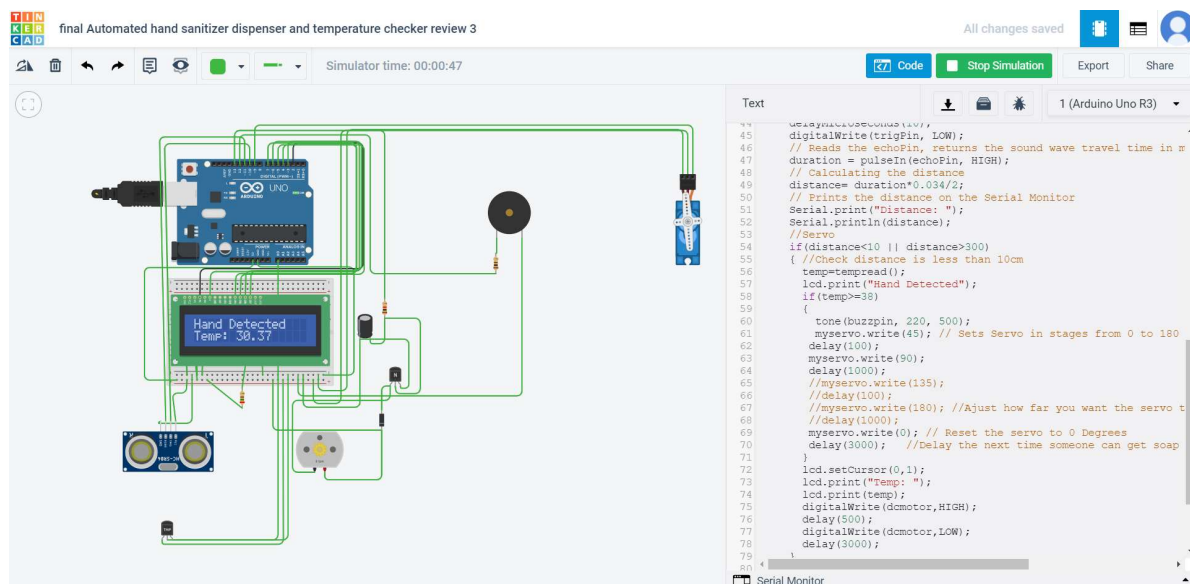 TINKERCAD
final Automated hand sanitizer dispenser and temperature checker review 3
All changes saved
Simulator time: 00:00:47
Code
Stop Simulation
Export
Share
Text
1 (Arduino Uno R3)
44 delayMicroseconds(10);
45 digitalWrite(trigPin, LOW);
46 // Reads the echoPin, returns the sound wave travel time in m
47 duration = pulseIn(echoPin, HIGH);
48 // Calculating the distance
49 distance= duration*0.034/2;
50 // Prints the distance on the Serial Monitor
51 Serial.print("Distance: ");
52 Serial.println(distance);
53 //Servo
54 if(distance<10 || distance>300)
55 { //Check distance is less than 10cm
56 temp=tempread();
57 lcd.print("Hand Detected");
58 if(temp>=38)
59 {
60 tone(buzzpin, 220, 500);
61 myservo.write(45); // Sets Servo in stages from 0 to 180
62 delay(100);
63 myservo.write(90);
64 delay(1000);
65 //myservo.write(135);
66 //delay(100);
67 //myservo.write(180); //Ajust how far you want the servo t
68 //delay(1000);
69 myservo.write(0); // Reset the servo to 0 Degrees
70 delay(3000); //Delay the next time someone can get soap
71 }
72 lcd.setCursor(0,1);
73 lcd.print("Temp: ");
74 lcd.print(temp);
75 digitalWrite(dcmotor,HIGH);
76 delay(500);
77 digitalWrite(dcmotor,LOW);
78 delay(3000);
79 }
80
Serial Monitor
UNO
ARDUINO
POWER
Hand Detected
Temp: 30.37
N
HC-SR04
TMP